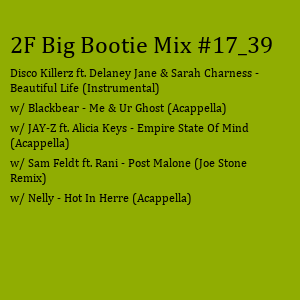 2F Big Bootie Mix #17_39
Disco Killerz ft. Delaney Jane & Sarah Charness -
Beautiful Life (Instrumental)
w/ Blackbear - Me & Ur Ghost (Acappella)
w/ JAY-Z ft. Alicia Keys - Empire State Of Mind
(Acappella)
w/ Sam Feldt ft. Rani - Post Malone (Joe Stone
Remix)
w/ Nelly - Hot In Herre (Acappella)